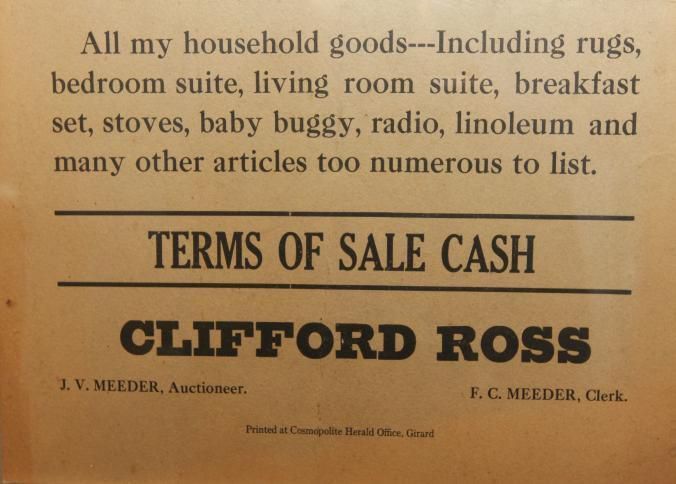 All my household goods---Including rugs,
bedroom suite, living room suite, breakfast
set, stoves, baby buggy, radio, linoleum and
many other articles too numerous to list.
TERMS OF SALE CASH
CLIFFORD ROSS
J. V. MEEDER, Auctioneer.
F. C. MEEDER, Clerk.
Printed at Cosmopolite Herald Office, Girard